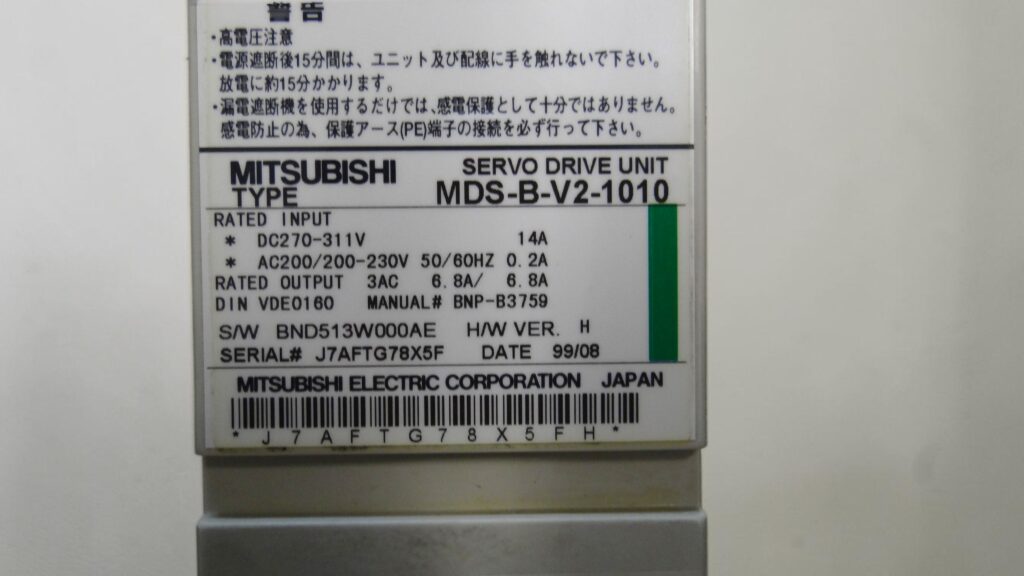 警告
・高電圧注意
・電源遮断後15分間は、ユニット及び配線に手を触れないで下さい。
放電に約15分かかります。
・漏電遮断機を使用するだけでは、感電保護として十分ではありません。
感電防止の為、保護アース(PE)端子の接続を必ず行って下さい。
MITSUBISHI SERVO DRIVE UNIT
TYPE MDS-B-V2-1010
RATED INPUT
* DC270-311V 14A
* AC200/200-230V 50/60HZ 0.2A
RATED OUTPUT 3AC 6.8A/ 6.8A
DIN VDE0160 MANUAL# BNP-B3759
S/W BND513W000AE H/W VER. H
SERIAL# J7AFTG78X5F DATE 99/08
MITSUBISHI ELECTRIC CORPORATION JAPAN
* J 7 A F T G 7 8 X 5 F H *